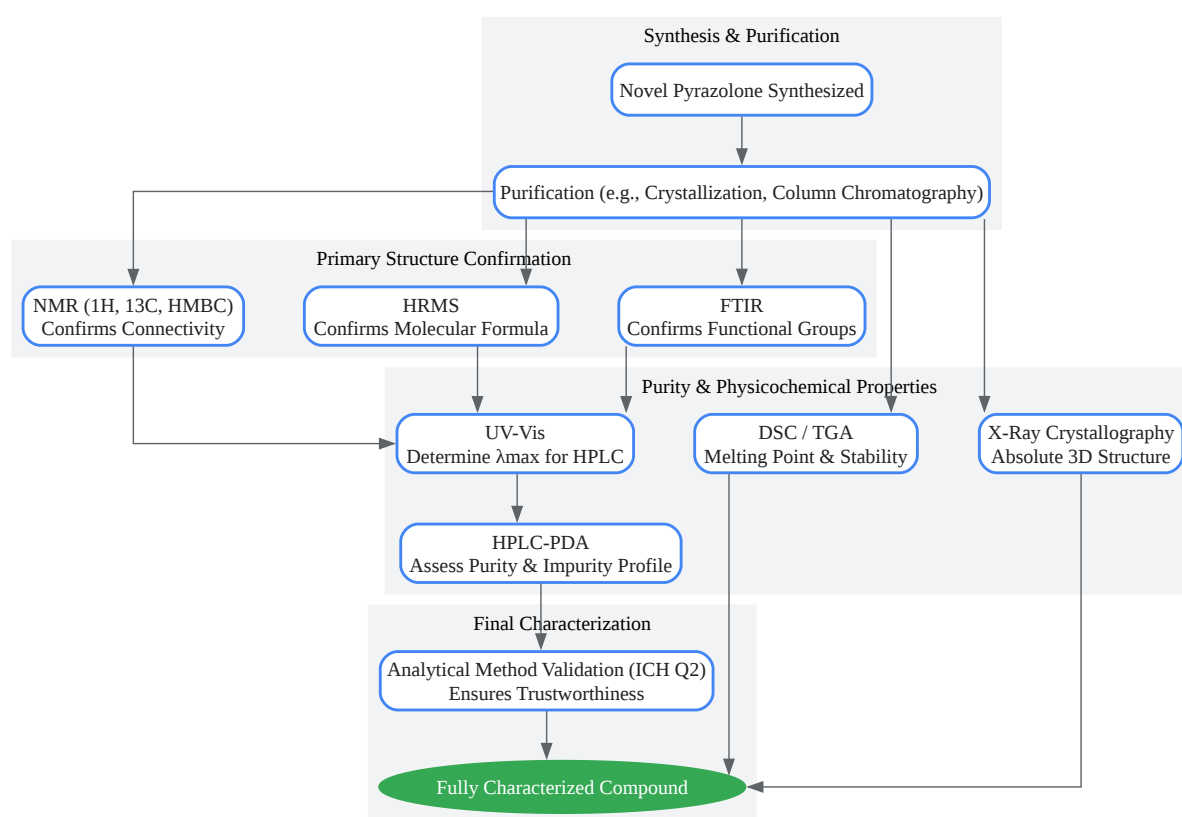 Synthesis & Purification
Novel Pyrazolone Synthesized
Purification (e.g., Crystallization, Column Chromatography)
Primary Structure Confirmation
NMR (1H, 13C, HMBC)
Confirms Connectivity
HRMS
Confirms Molecular Formula
FTIR
Confirms Functional Groups
Purity & Physicochemical Properties
UV-Vis
Determine λmax for HPLC
DSC / TGA
Melting Point & Stability
X-Ray Crystallography
Absolute 3D Structure
HPLC-PDA
Assess Purity & Impurity Profile
Final Characterization
Analytical Method Validation (ICH Q2)
Ensures Trustworthiness
Fully Characterized Compound